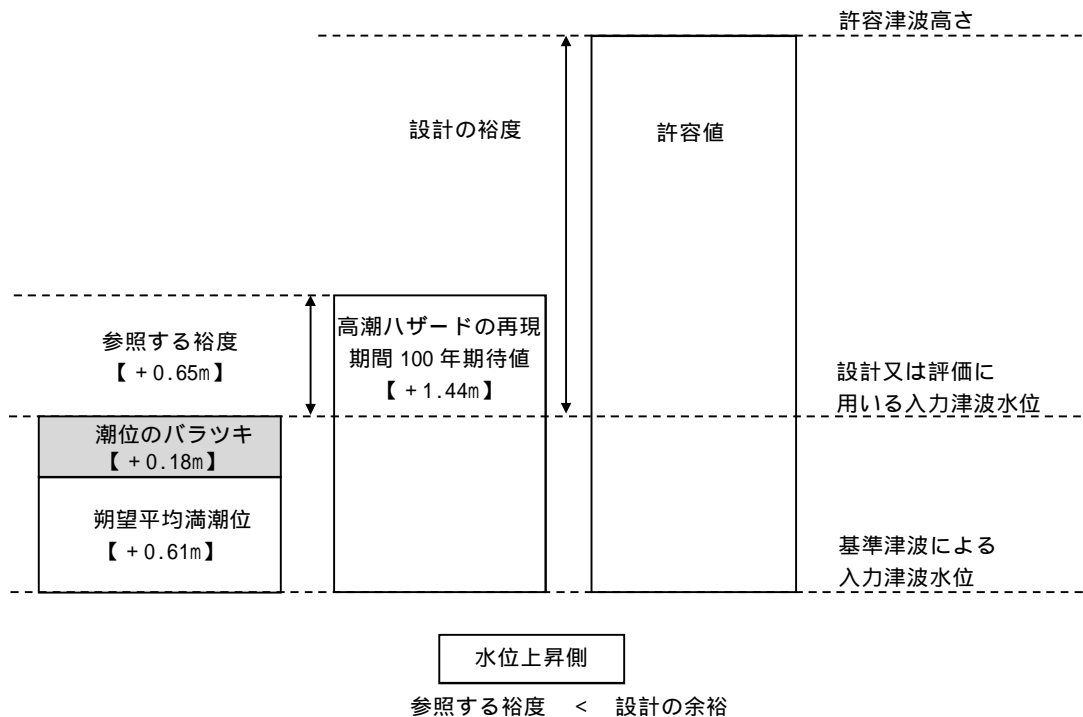 許容津波高さ
設計の裕度
許容値
参照する裕度
【 +0.65m】
高潮ハザードの再現
期間 100 年期待値
【 +1.44m】
設計又は評価に
用いる入力津波水位
潮位のバラツキ
【 +0.18m】
朔望平均満潮位
【 +0.61m】
基準津波による
入力津波水位
水位上昇側
参照する裕度 < 設計の余裕